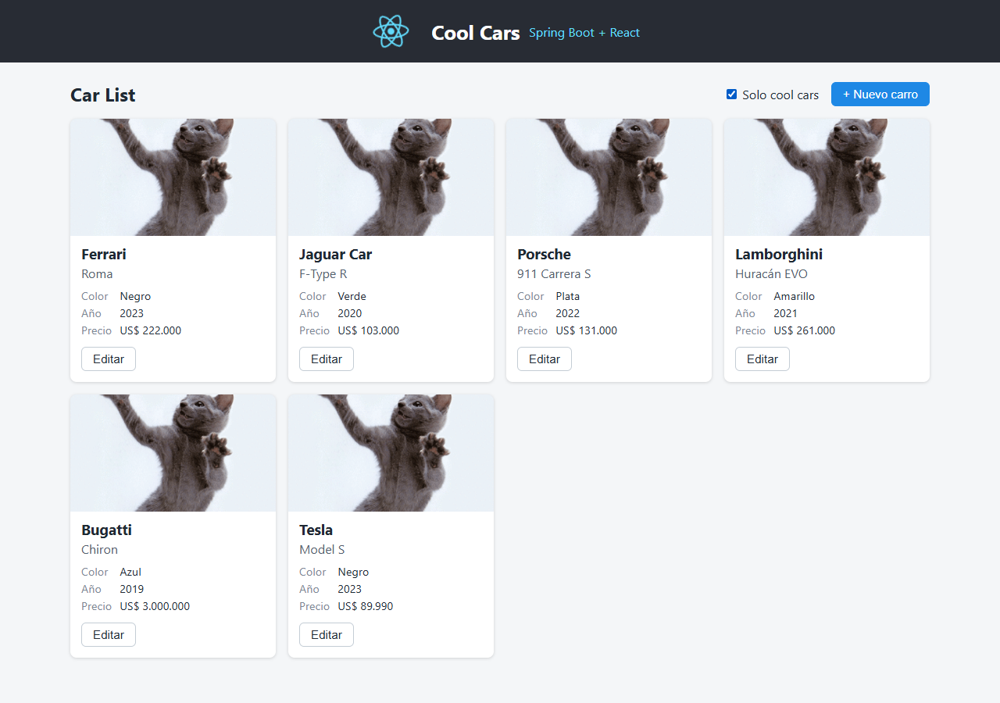 Cool Cars Spring Boot + React
Car List
Solo cool cars
+ Nuevo carro
Ferrari
Roma
Color Negro
Año 2023
Precio US$ 222.000
Editar
Jaguar Car
F-Type R
Color Verde
Año 2020
Precio US$ 103.000
Editar
Porsche
911 Carrera S
Color Plata
Año 2022
Precio US$ 131.000
Editar
Lamborghini
Huracán EVO
Color Amarillo
Año 2021
Precio US$ 261.000
Editar
Bugatti
Chiron
Color Azul
Año 2019
Precio US$ 3.000.000
Editar
Tesla
Model S
Color Negro
Año 2023
Precio US$ 89.990
Editar